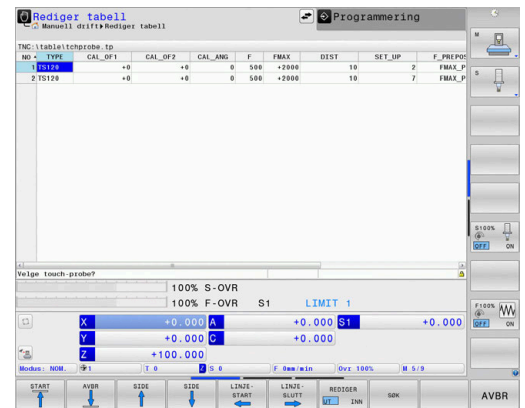 Rediger tabell
Programmering
Manuell drift▸Rediger tabell
TNC:\table\tchprobe.tp
NO TYPE CAL_OF1 CAL_OF2 CAL_ANG F FMAX DIST SET_UP F_PREPOS
1 TS120 +0 +0 0 500 +2000 10 2 FMAX_P
2 TS120 +0 +0 0 500 +2000 10 7 FMAX_P
Velge touch-probe?
100% S-OVR
100% F-OVR S1 LIMIT 1
X +0.000 A +0.000 S1 +0.000
Y +0.000 C +0.000
Z +100.000
Modus: NOM. 1 T 0 Z S 0 F 0mm/min Ovr 100% M 5/9
M
S
S100%
OFF ON
F100%
OFF ON
START
AVBR
SIDE
SIDE
LINJE-
START
LINJE-
SLUTT
REDIGER
UT INN
SØK
AVBR